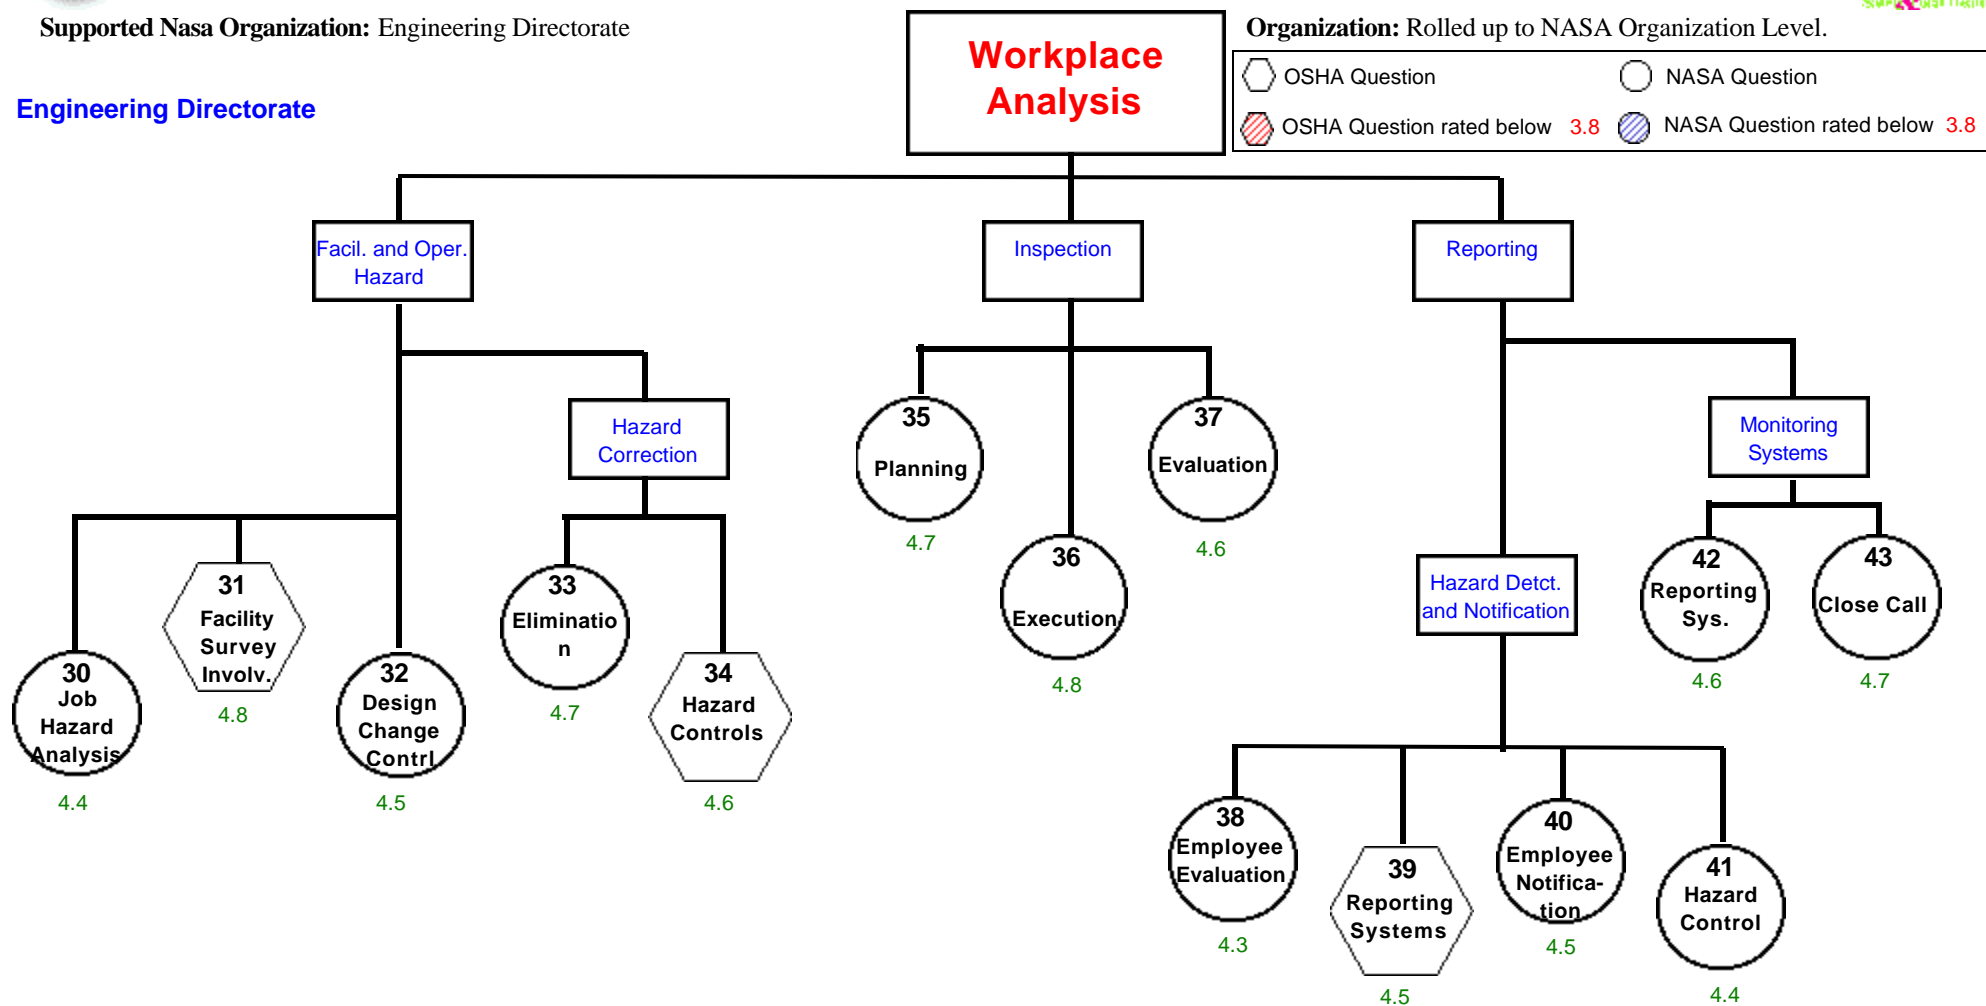 Supported Nasa Organization: Engineering Directorate
Organization: Rolled up to NASA Organization Level.
Workplace
Analysis
OSHA Question
NASA Question
Engineering Directorate
OSHA Question rated below 3.8
NASA Question rated below 3.8
Facil. and Oper.
Hazard
Inspection
Reporting
Hazard
Correction
Monitoring
Systems
Hazard Detct.
and Notification
30
Job
Hazard
Analysis
4.4
31
Facility
Survey
Involv.
4.8
32
Design
Change
Contrl
4.5
33
Eliminatio
n
4.7
34
Hazard
Controls
4.6
35
Planning
4.7
36
Execution
4.8
37
Evaluation
4.6
38
Employee
Evaluation
4.3
39
Reporting
Systems
4.5
40
Employee
Notifica-
tion
4.5
41
Hazard
Control
4.4
42
Reporting
Sys.
4.6
43
Close Call
4.7